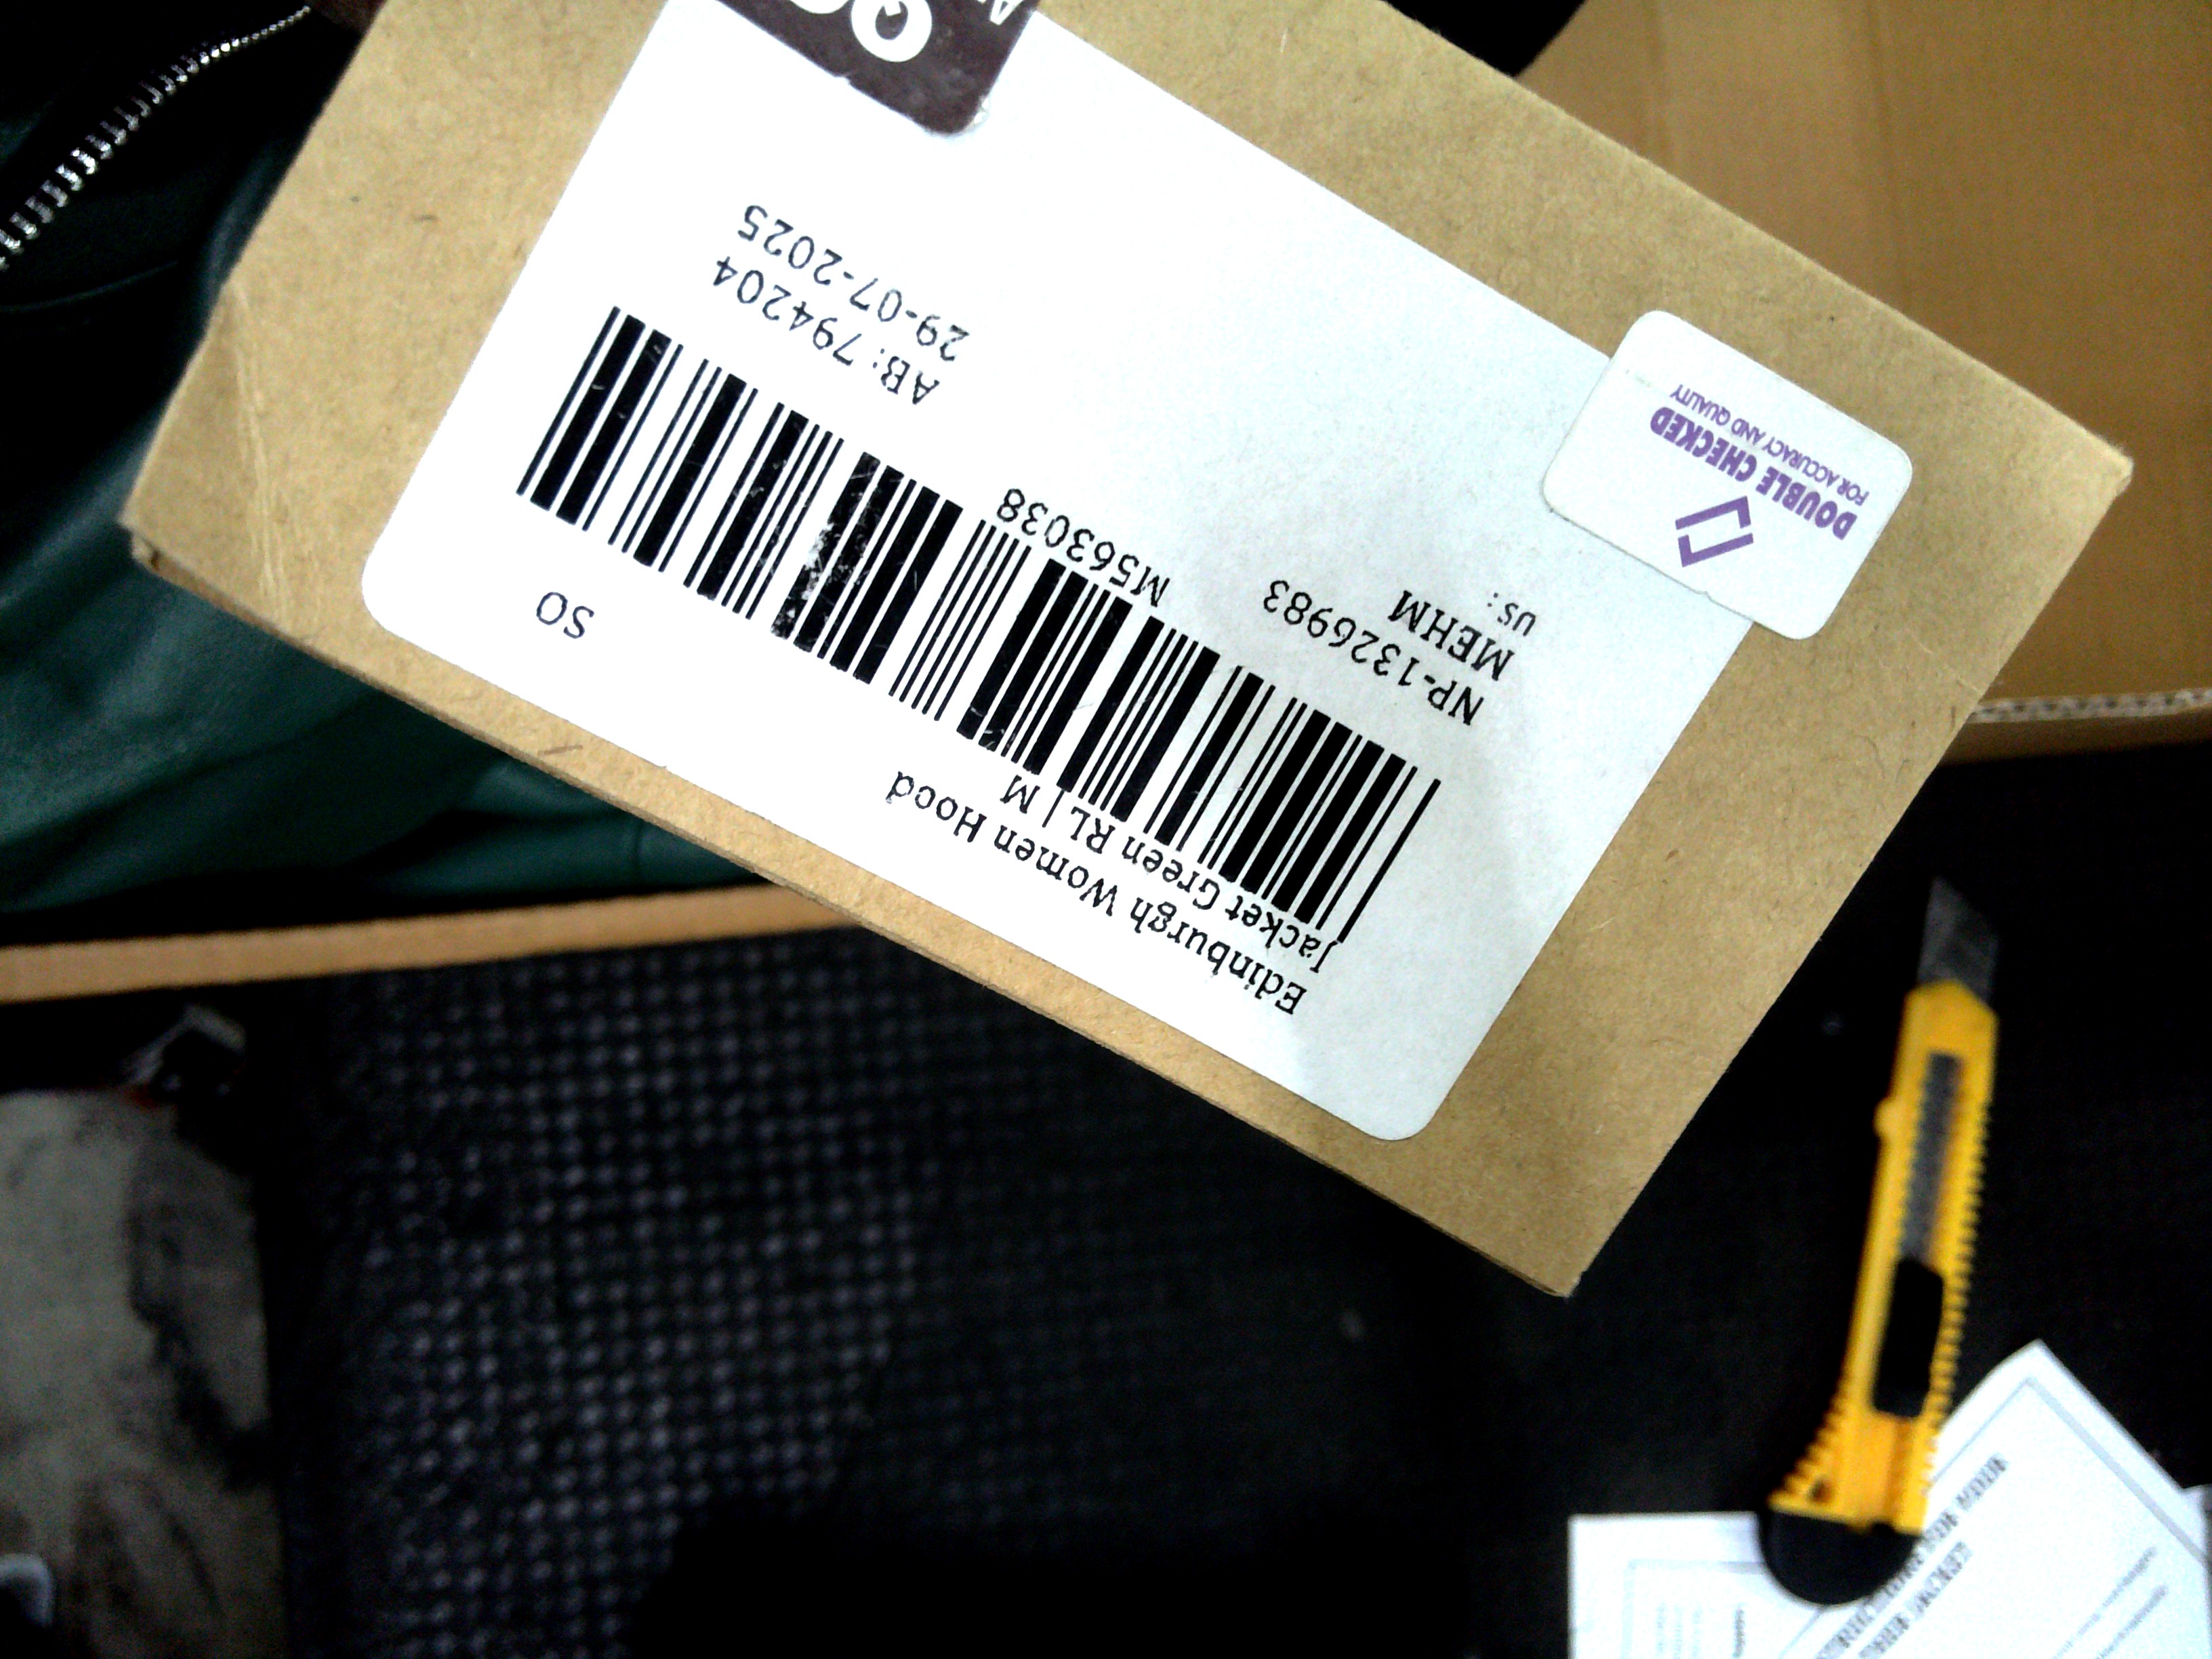 Edinburgh Women Hood
Jacket Green RL | M
SO
M563038
NP-1326983
MEHM
US:
AB: 794204
29-07-2025
DOUBLE CHECKED
FOR ACCURACY AND QUALITY